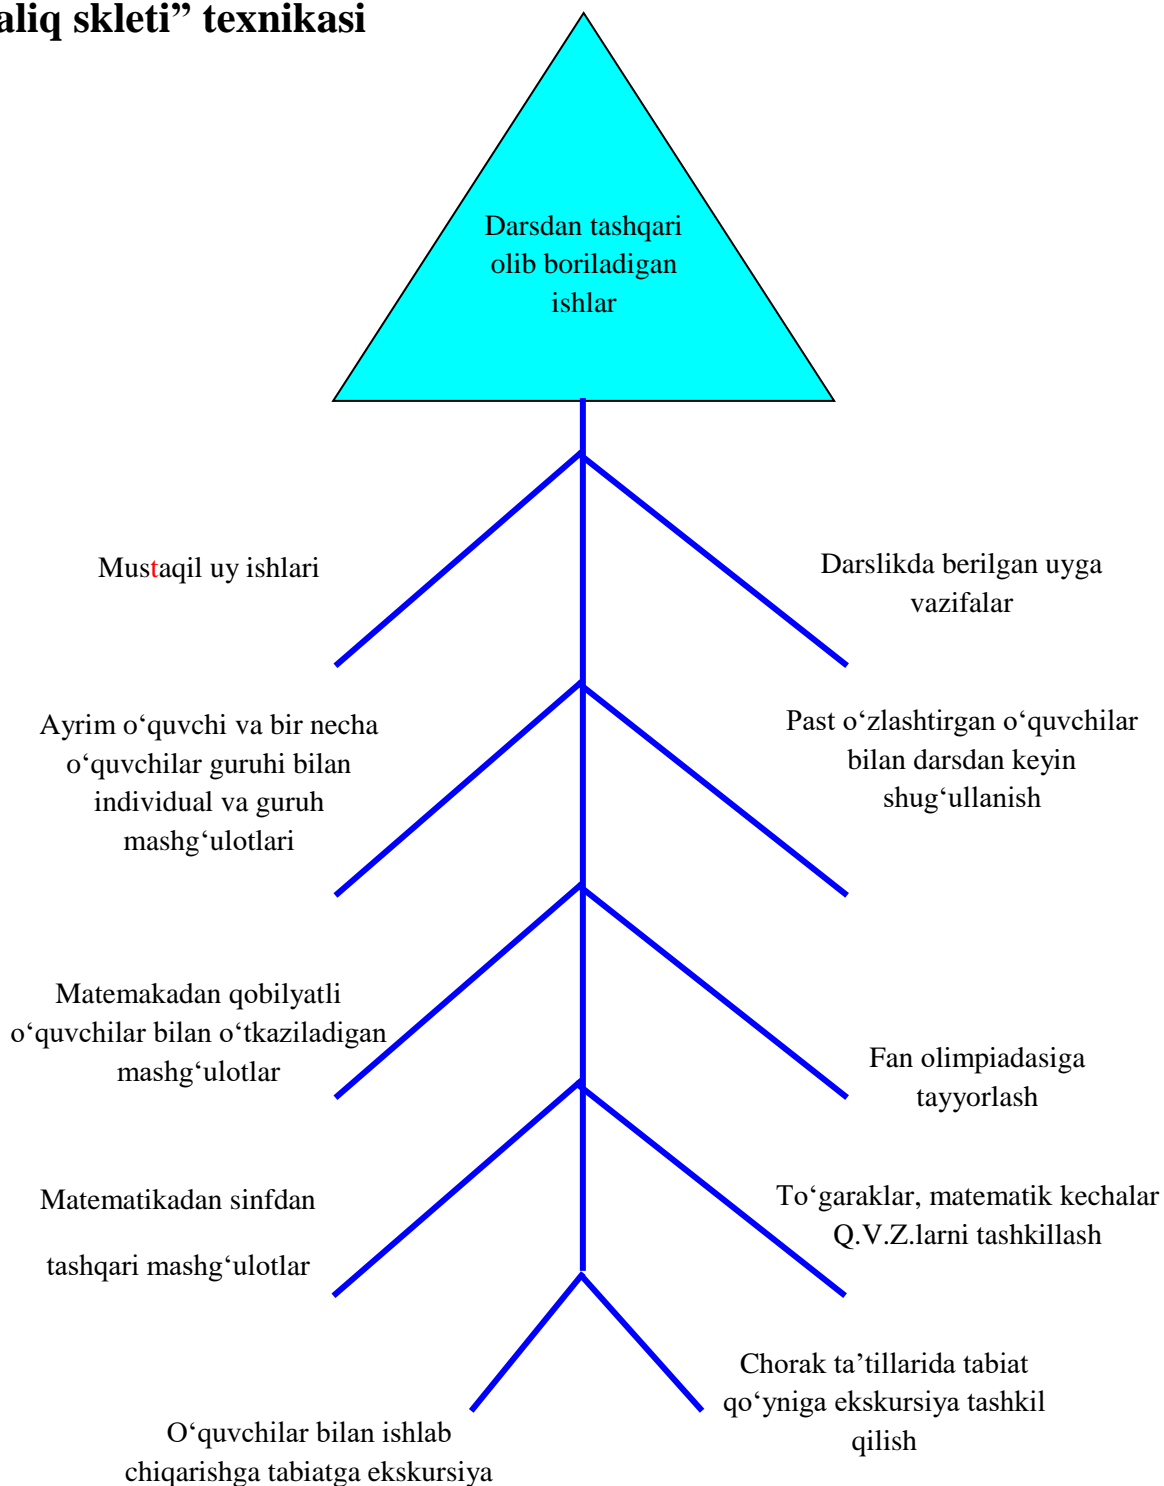 aliq skleti” texnikasi
Darsdan tashqari
olib boriladigan
ishlar
Mustaqil uy ishlari
Darslikda berilgan uyga
vazifalar
Ayrim o‘quvchi va bir necha
o‘quvchilar guruhi bilan
individual va guruh
mashg‘ulotlari
Past o‘zlashtirgan o‘quvchilar
bilan darsdan keyin
shug‘ullanish
Matemakadan qobilyatli
o‘quvchilar bilan o‘tkaziladigan
mashg‘ulotlar
Fan olimpiadasiga
tayyorlash
Matematikadan sinfdan
tashqari mashg‘ulotlar
To‘garaklar, matematik kechalar
Q.V.Z.larni tashkillash
O‘quvchilar bilan ishlab
chiqarishga tabiatga ekskursiya
Chorak ta’tillarida tabiat
qo‘yniga ekskursiya tashkil
qilish